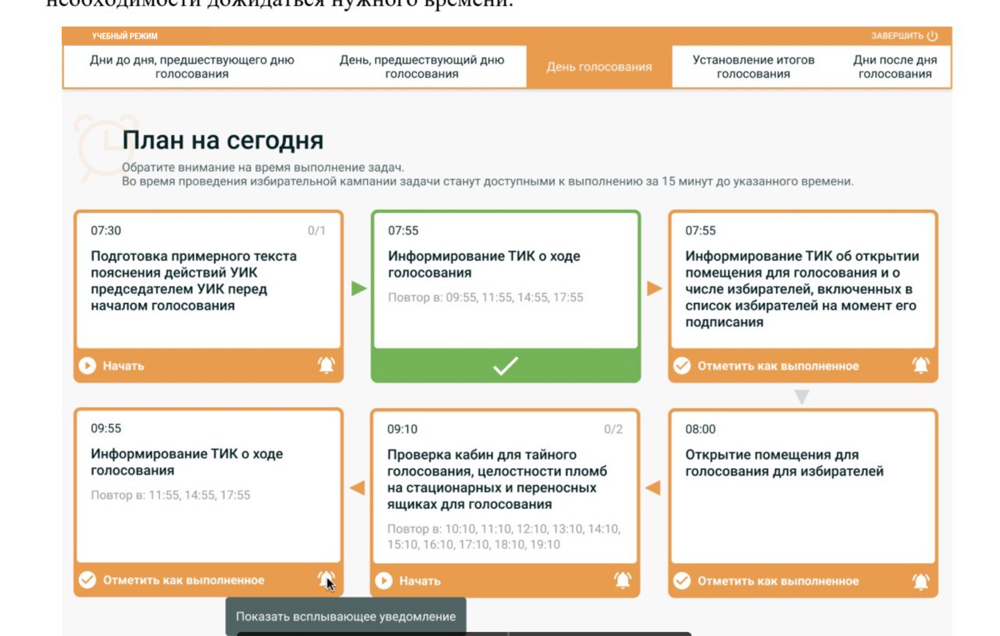 необходимости дожидаться нужного времени.
УЧЕБНЫЙ РЕЖИМ
ЗАВЕРШИТЬ
Дни до дня, предшествующего дню
голосования
День, предшествующий дню
голосования
День голосования
Установление итогов
голосования
Дни после дня
голосования
План на сегодня
Обратите внимание на время выполнение задач.
Во время проведения избирательной кампании задачи станут доступными к выполнению за 15 минут до указанного времени.
07:30
0/1
Подготовка примерного текста
пояснения действий УИК
председателем УИК перед
началом голосования
Начать
07:55
Информирование ТИК о ходе
голосования
Повтор в: 09:55, 11:55, 14:55, 17:55
07:55
Информирование ТИК об открытии
помещения для голосования и о
числе избирателей, включенных в
список избирателей на момент его
подписания
Отметить как выполненное
09:55
Информирование ТИК о ходе
голосования
Повтор в: 11:55, 14:55, 17:55
Отметить как выполненное
09:10
0/2
Проверка кабин для тайного
голосования, целостности пломб
на стационарных и переносных
ящиках для голосования
Повтор в: 10:10, 11:10, 12:10, 13:10, 14:10,
15:10, 16:10, 17:10, 18:10, 19:10
Начать
08:00
Открытие помещения для
голосования для избирателей
Отметить как выполненное
Показать всплывающее уведомление